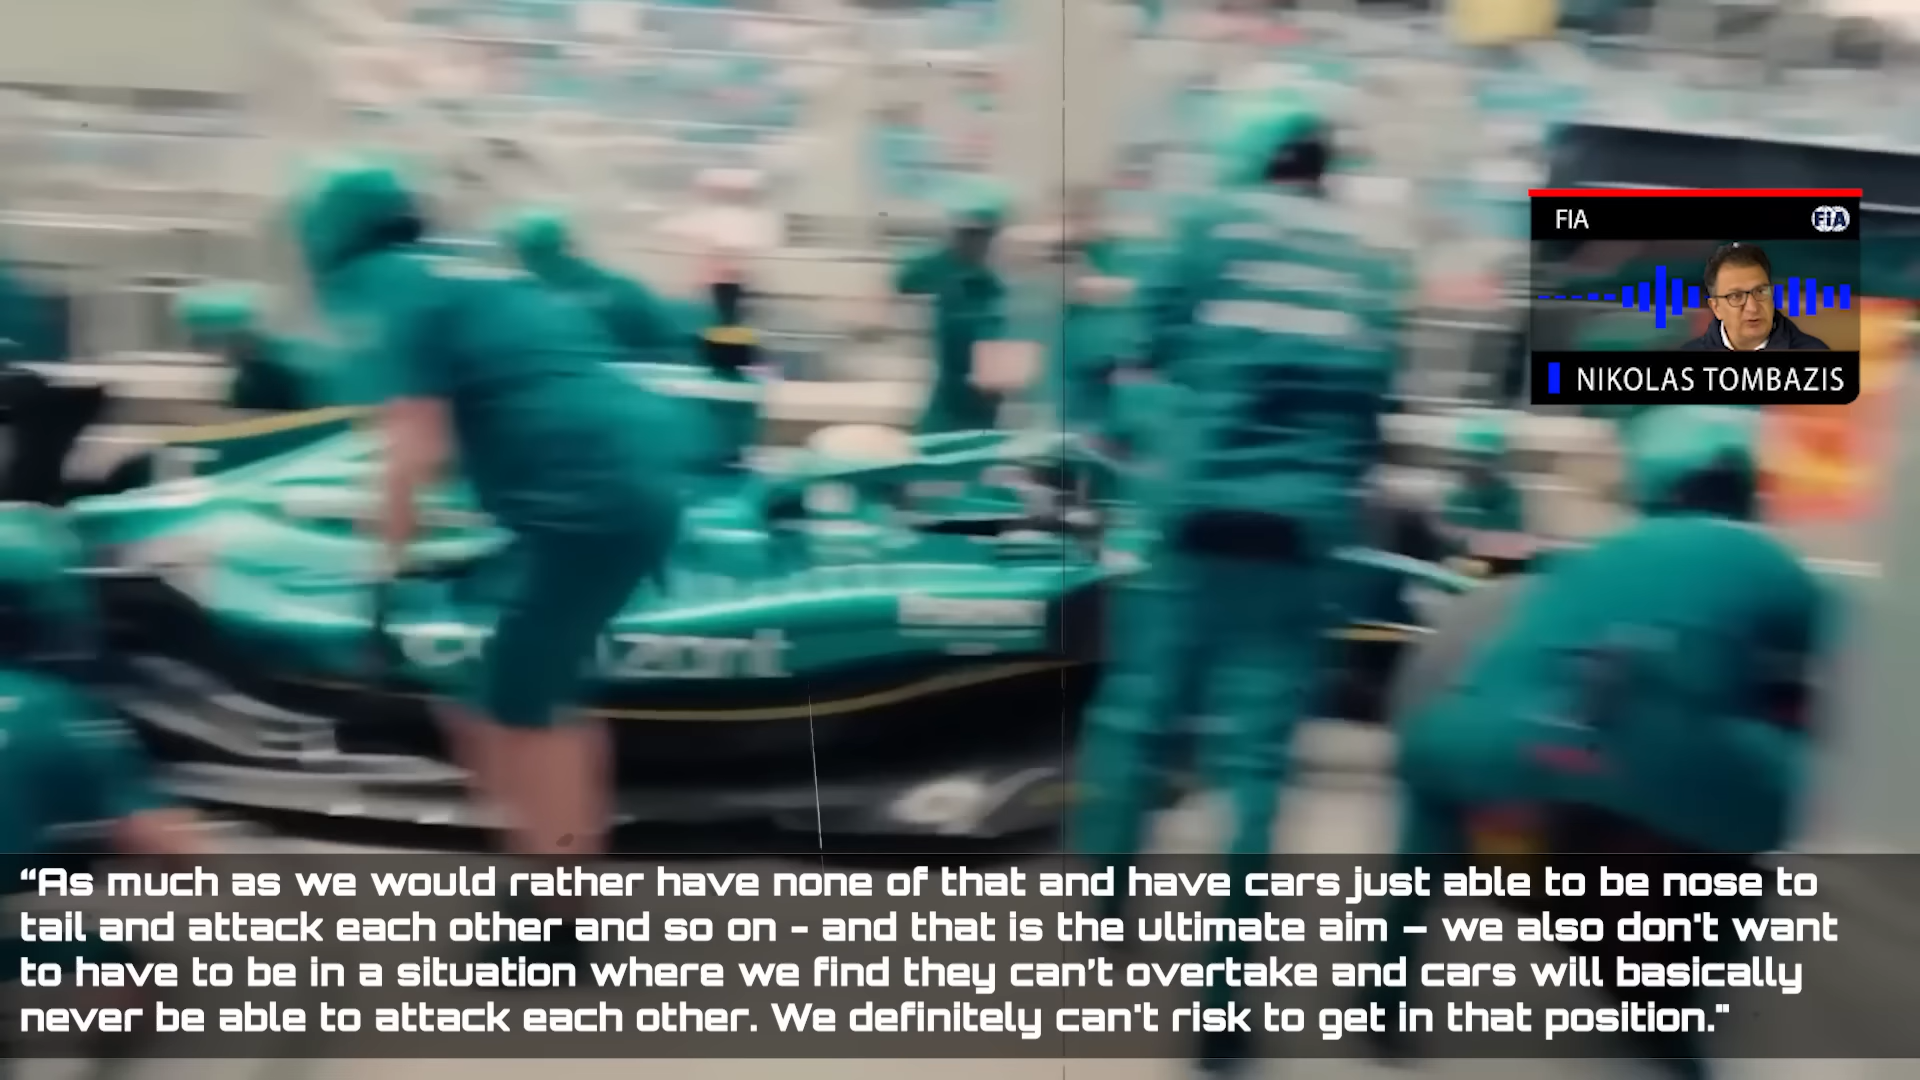 FIA
FIA
NIKOLAS TOMBAZIS
zont
“As much as we would rather have none of that and have cars just able to be nose to
tail and attack each other and so on - and that is the ultimate aim – we also don't want
to have to be in a situation where we find they can’t overtake and cars will basically
never be able to attack each other. We definitely can't risk to get in that position."